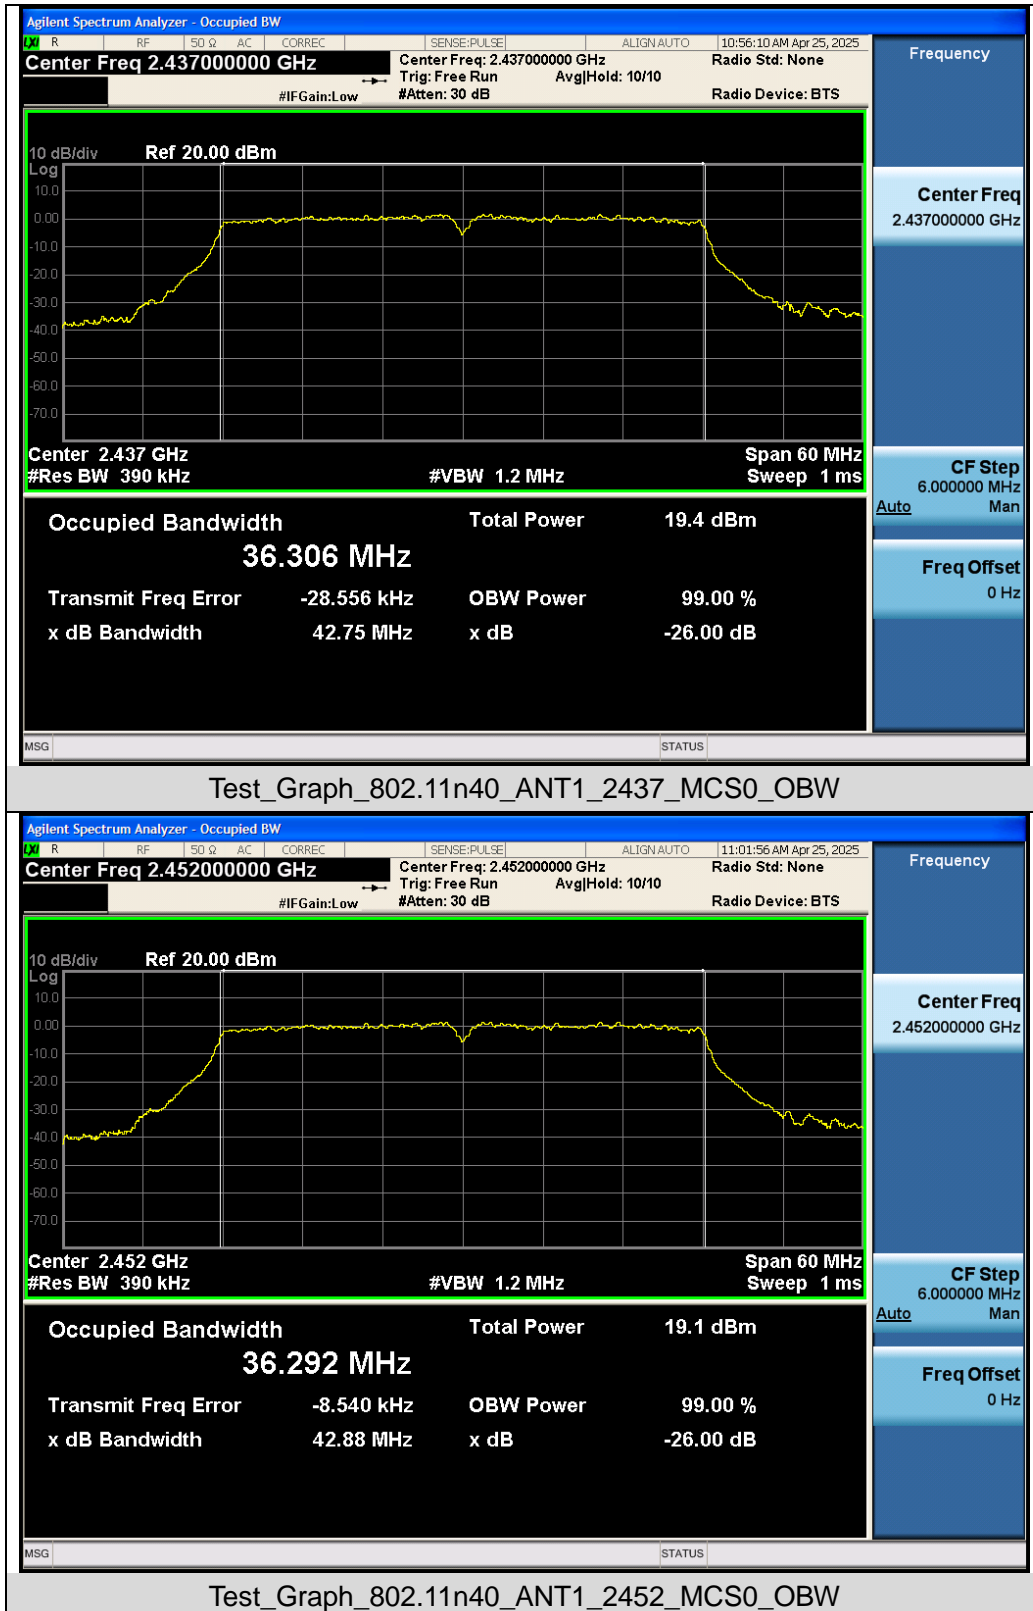 Agilent Spectrum Analyzer - Occupied BW
LXI R RF 50 Ω AC CORREC SENSE:PULSE ALIGN AUTO 10:56:10 AM Apr 25, 2025
Center Freq 2.437000000 GHz
Center Freq: 2.437000000 GHz
Radio Std: None
Trig: Free Run Avg|Hold: 10/10
#IFGain:Low
#Atten: 30 dB
Radio Device: BTS
10 dB/div Ref 20.00 dBm
Log
10.0
0.00
-10.0
-20.0
-30.0
-40.0
-50.0
-60.0
-70.0
Center 2.437 GHz Span 60 MHz
#Res BW 390 kHz #VBW 1.2 MHz Sweep 1 ms
Occupied Bandwidth Total Power 19.4 dBm
36.306 MHz
Transmit Freq Error -28.556 kHz OBW Power 99.00 %
x dB Bandwidth 42.75 MHz x dB -26.00 dB
MSG STATUS
Frequency
Center Freq
2.437000000 GHz
CF Step
6.000000 MHz
Auto Man
Freq Offset
0 Hz
Test_Graph_802.11n40_ANT1_2437_MCS0_OBW
Agilent Spectrum Analyzer - Occupied BW
LXI R RF 50 Ω AC CORREC SENSE:PULSE ALIGN AUTO 11:01:56 AM Apr 25, 2025
Center Freq 2.452000000 GHz
Center Freq: 2.452000000 GHz
Radio Std: None
Trig: Free Run Avg|Hold: 10/10
#IFGain:Low
#Atten: 30 dB
Radio Device: BTS
10 dB/div Ref 20.00 dBm
Log
10.0
0.00
-10.0
-20.0
-30.0
-40.0
-50.0
-60.0
-70.0
Center 2.452 GHz Span 60 MHz
#Res BW 390 kHz #VBW 1.2 MHz Sweep 1 ms
Occupied Bandwidth Total Power 19.1 dBm
36.292 MHz
Transmit Freq Error -8.540 kHz OBW Power 99.00 %
x dB Bandwidth 42.88 MHz x dB -26.00 dB
MSG STATUS
Frequency
Center Freq
2.452000000 GHz
CF Step
6.000000 MHz
Auto Man
Freq Offset
0 Hz
Test_Graph_802.11n40_ANT1_2452_MCS0_OBW